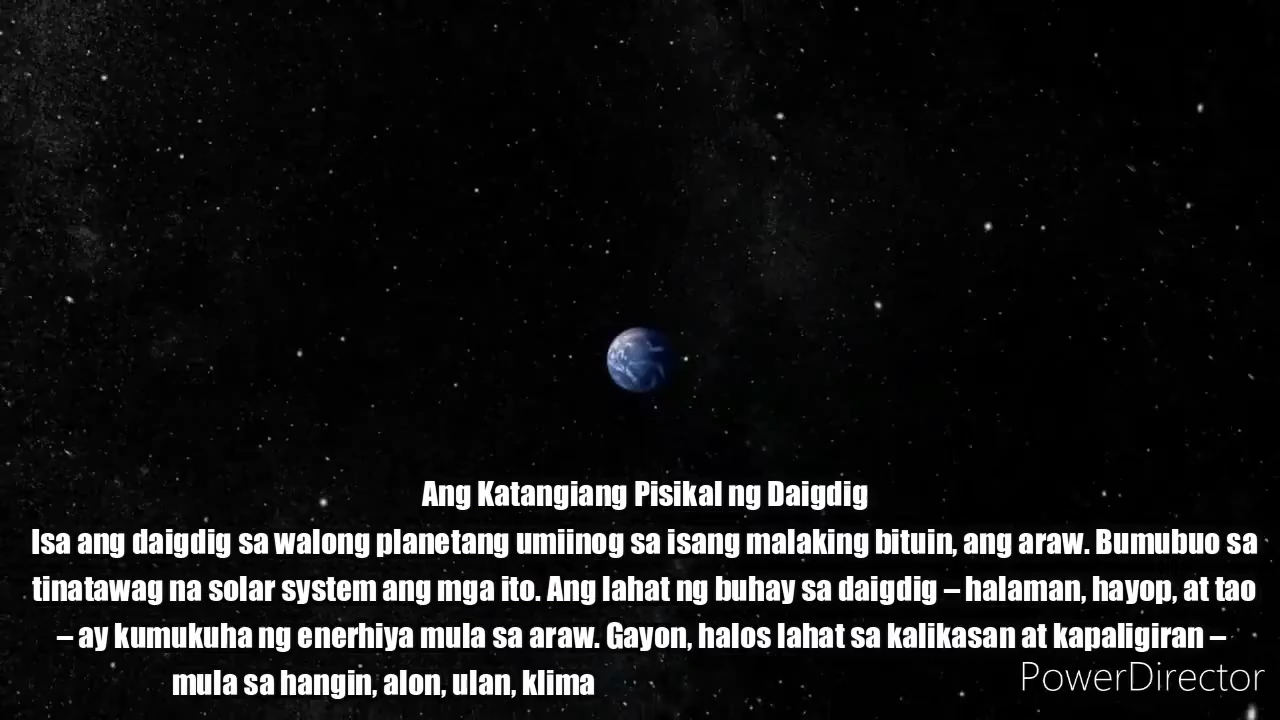 Ang Katangiang Pisikal ng Daigdig
Isa ang daigdig sa walong planetang umiinog sa isang malaking bituin, ang araw. Bumubuo sa
tinatawag na solar system ang mga ito. Ang lahat ng buhay sa daigdig – halaman, hayop, at tao
– ay kumukuha ng enerhiya mula sa araw. Gayon, halos lahat sa kalikasan at kapaligiran –
mula sa hangin, alon, ulan, klima
PowerDirector